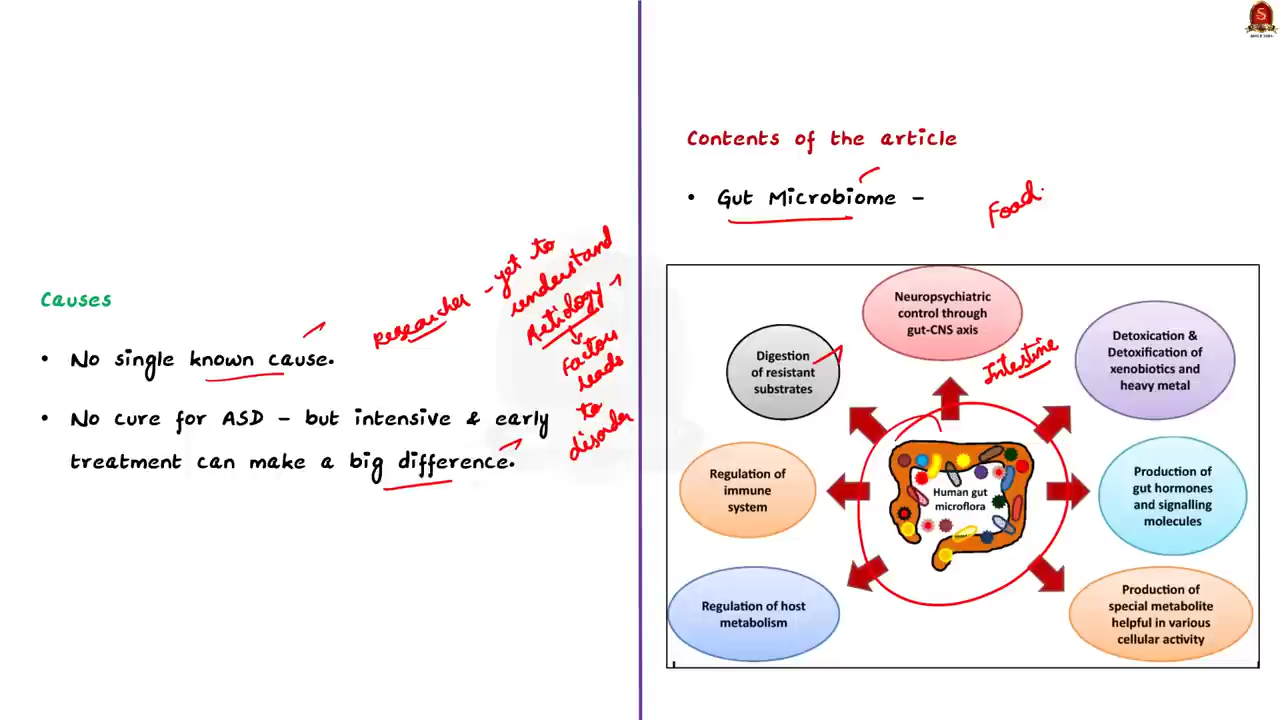 Causes
• No single known cause.
• No cure for ASD – but intensive & early
treatment can make a big difference.
researcher – yet to
understand
Aetiology →
factors
leads
to
disorder
Contents of the article
• Gut Microbiome –
Food.
Neuropsychiatric
control through
gut-CNS axis
Digestion
of resistant
substrates
Intestine
Detoxication &
Detoxification of
xenobiotics and
heavy metal
Regulation of
immune
system
Human gut
microflora
Production of
gut hormones
and signalling
molecules
Regulation of host
metabolism
Production of
special metabolite
helpful in various
cellular activity
S